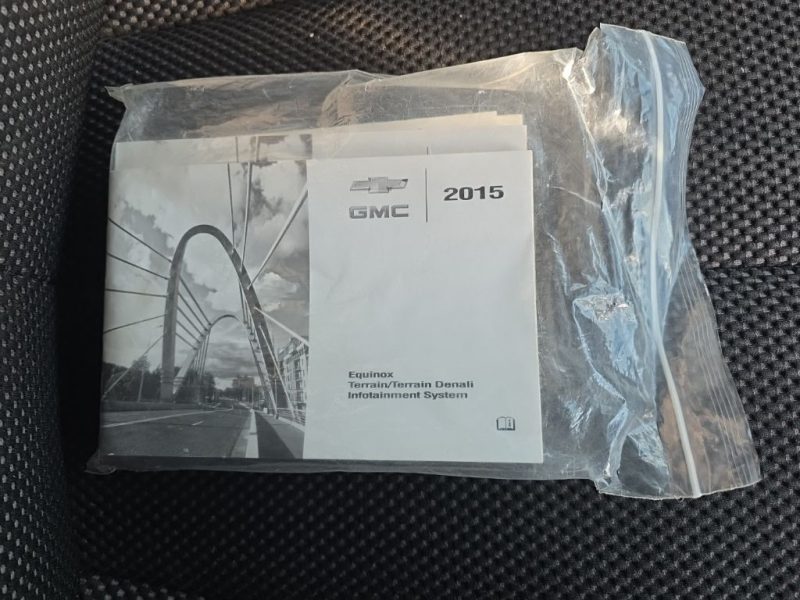 2015
GMC
Equinox
Terrain/Terrain Denali
Infotainment System